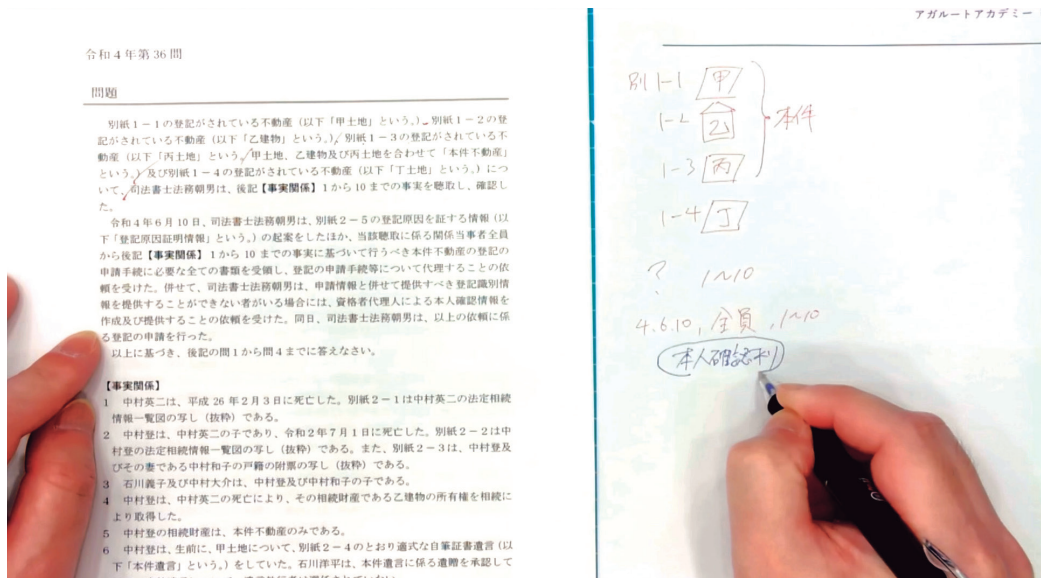 令和4年第36問
問題
別紙1－1の登記がされている不動産（以下「甲土地」という。）、別紙1－2の登
記がされている不動産（以下「乙建物」という。）、別紙1－3の登記がされている不
動産（以下「丙土地」という。甲土地、乙建物及び丙土地を合わせて「本件不動産」
という。）及び別紙1－4の登記がされている不動産（以下「丁土地」という。）につ
いて、司法書士法務朝男は、後記【事実関係】1から10までの事実を聴取し、確認し
た。
令和4年6月10日、司法書士法務朝男は、別紙2－5の登記原因を証する情報（以
下「登記原因証明情報」という。）の起案をしたほか、当該聴取に係る関係当事者全員
から後記【事実関係】1から10までの事実に基づいて行うべき本件不動産の登記の
申請手続に必要な全ての書類を受領し、登記の申請手続等について代理することの依
頼を受けた。併せて、司法書士法務朝男は、申請情報と併せて提供すべき登記識別情
報を提供することができない者がいる場合には、資格者代理人による本人確認情報を
作成及び提供することの依頼を受けた。同日、司法書士法務朝男は、以上の依頼に係
る登記の申請を行った。
以上に基づき、後記の問1から問4までに答えなさい。
【事実関係】
1 中村英二は、平成26年2月3日に死亡した。別紙2－1は中村英二の法定相続
情報一覧図の写し（抜粋）である。
2 中村登は、中村英二の子であり、令和2年7月1日に死亡した。別紙2－2は中
村登の法定相続情報一覧図の写し（抜粋）である。また、別紙2－3は、中村登及
びその妻である中村和子の戸籍の附票の写し（抜粋）である。
3 石川義子及び中村大介は、中村登及び中村和子の子である。
4 中村登は、中村英二の死亡により、その相続財産である乙建物の所有権を相続に
より取得した。
5 中村登の相続財産は、本件不動産のみである。
6 中村登は、生前に、甲土地について、別紙2－4のとおり適式な自筆証書遺言（以
下「本件遺言」という。）をしていた。石川洋平は、本件遺言に係る遺贈を承認して
アガルートアカデミー
別1-1 甲
1-2 乙
本件
1-3 丙
1-4 丁
? 1～10
4.6.10, 全員, 1～10
本人確認